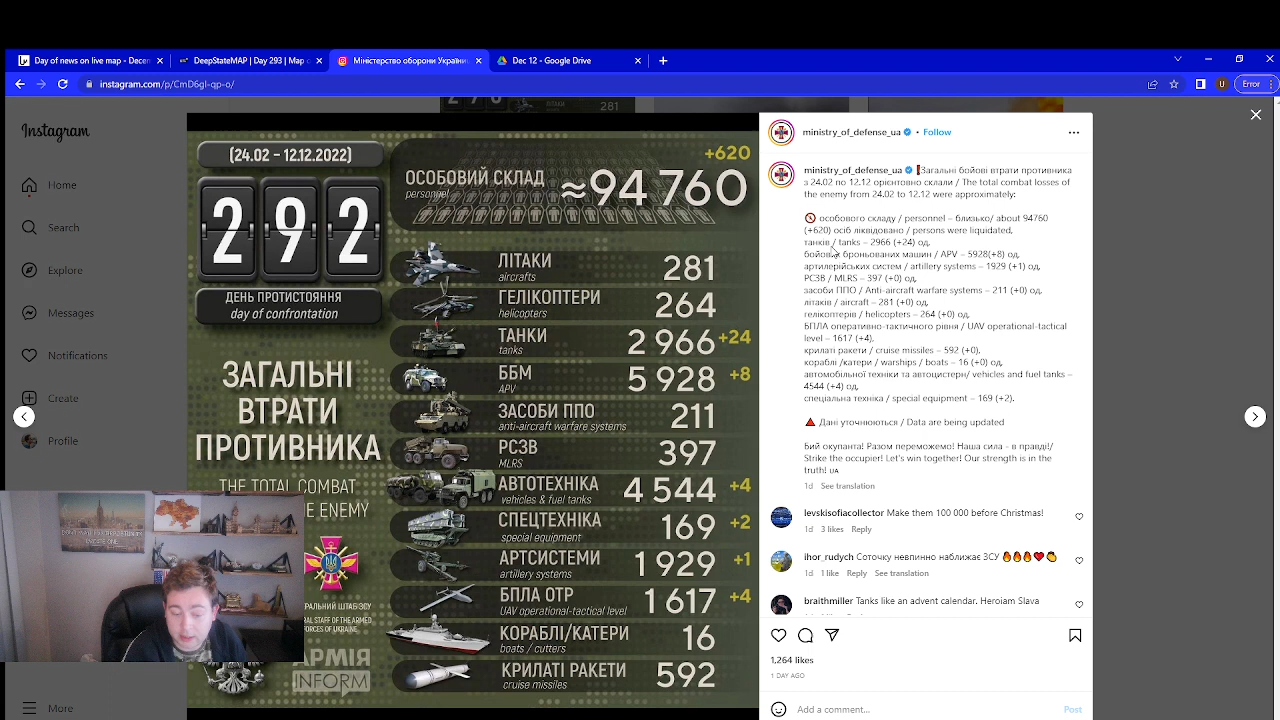 Day of news on live map - Decem
DeepStateMAP | Day 293 | Map o
Міністерство оборони України
Dec 12 - Google Drive
instagram.com/p/CmD6gl-qp-o/
Error
ЛІТАКИ
281
Instagram
Home
Search
Explore
Messages
Notifications
Create
Profile
More
(24.02 – 12.12.2022)
292
ДЕНЬ ПРОТИСТОЯННЯ
day of confrontation
ЗАГАЛЬНІ
ВТРАТИ
ПРОТИВНИКА
THE TOTAL COMBAT
ENEMY
АРМІЯ
INFORM
+620
ОСОБОВИЙ СКЛАД
personnel
≈94 760
ЛІТАКИ
aircrafts
281
ГЕЛІКОПТЕРИ
helicopters
264
ТАНКИ
tanks
2 966 +24
ББМ
APV
5 928 +8
ЗАСОБИ ППО
anti-aircraft warfare systems
211
РСЗВ
MLRS
397
АВТОТЕХНІКА
vehicles & fuel tanks
4 544 +4
СПЕЦТЕХНІКА
special equipment
169 +2
АРТСИСТЕМИ
artillery systems
1 929 +1
БПЛА ОТР
UAV operational-tactical level
1 617 +4
КОРАБЛІ/КАТЕРИ
boats / cutters
16
КРИЛАТІ РАКЕТИ
cruise missiles
592
ministry_of_defense_ua • Follow
ministry_of_defense_ua Загальні бойові втрати противника
з 24.02 по 12.12 орієнтовно склали / The total combat losses of
the enemy from 24.02 to 12.12 were approximately:
особового складу / personnel ‒ близько/ about 94760
(+620) осіб ліквідовано / persons were liquidated,
танків / tanks ‒ 2966 (+24) од,
бойових броньованих машин / APV ‒ 5928(+8) од,
артилерійських систем / artillery systems – 1929 (+1) од,
РСЗВ / MLRS – 397 (+0) од,
засоби ППО / Anti-aircraft warfare systems ‒ 211 (+0) од,
літаків / aircraft – 281 (+0) од,
гелікоптерів / helicopters – 264 (+0) од,
БПЛА оперативно-тактичного рівня / UAV operational-tactical
level – 1617 (+4),
крилаті ракети / cruise missiles ‒ 592 (+0),
кораблі /катери / warships / boats ‒ 16 (+0) од,
автомобільної техніки та автоцистерн/ vehicles and fuel tanks –
4544 (+4) од,
спеціальна техніка / special equipment ‒ 169 (+2).
Дані уточнюються / Data are being updated
Бий окупанта! Разом переможемо! Наша сила - в правді!/
Strike the occupier! Let's win together! Our strength is in the
truth! UA
1d See translation
levskisofiacollector Make them 100 000 before Christmas!
1d 3 likes Reply
ihor_rudych Соточку невпинно наближає ЗСУ
1d 1 like Reply See translation
braithmiller Tanks like an advent calendar. Heroiam Slava
1,264 likes
1 DAY AGO
Add a comment...
Post